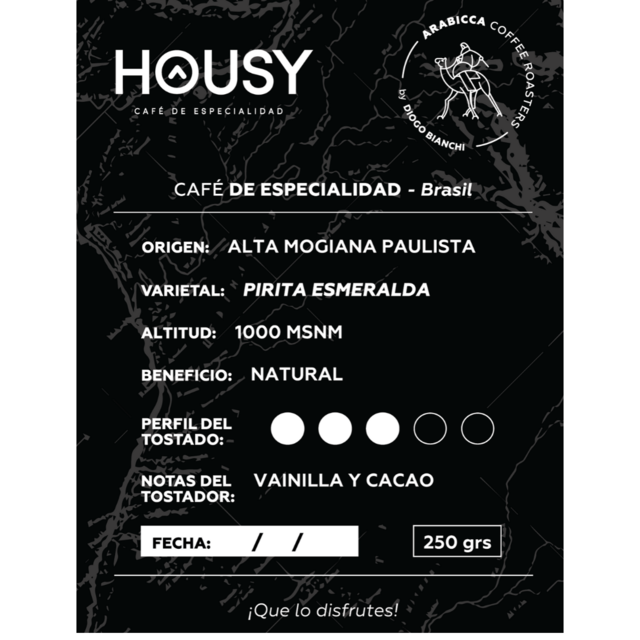 HOUSY
CAFÉ DE ESPECIALIDAD
ARABICCA COFFEE ROASTERS
by DIOGO BIANCHI
CAFÉ DE ESPECIALIDAD - Brasil
ORIGEN: ALTA MOGIANA PAULISTA
VARIETAL: PIRITA ESMERALDA
ALTITUD: 1000 MSNM
BENEFICIO: NATURAL
PERFIL DEL
TOSTADO:
NOTAS DEL VAINILLA Y CACAO
TOSTADOR:
FECHA: / /
250 grs
¡Que lo disfrutes!